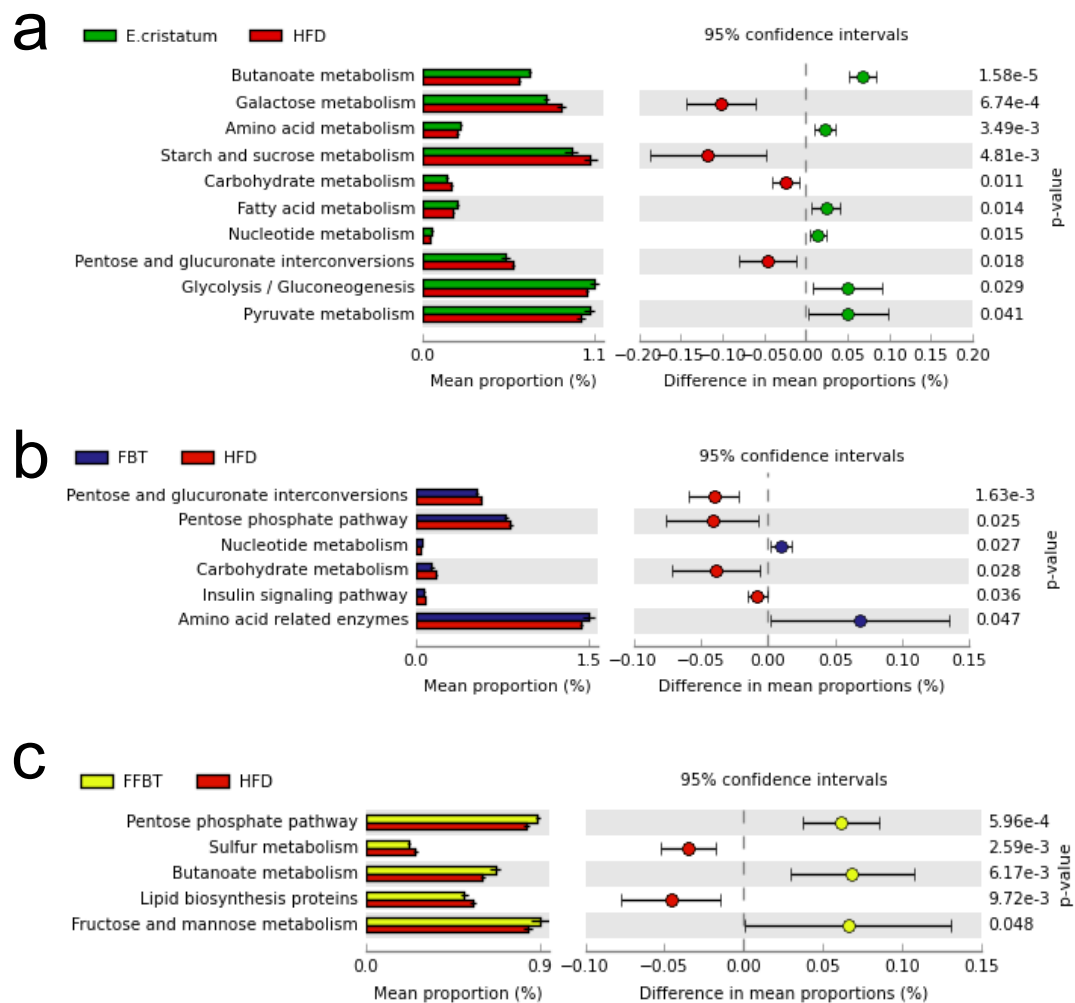 a
E.cristatum HFD 95% confidence intervals
Butanoate metabolism 1.58e-5
Galactose metabolism 6.74e-4
Amino acid metabolism 3.49e-3
Starch and sucrose metabolism 4.81e-3
Carbohydrate metabolism 0.011
Fatty acid metabolism 0.014
Nucleotide metabolism 0.015
Pentose and glucuronate interconversions 0.018
Glycolysis / Gluconeogenesis 0.029
Pyruvate metabolism 0.041
p-value
0.0 1.1 −0.20 −0.15 −0.10 −0.05 0.00 0.05 0.10 0.15 0.20
Mean proportion (%) Difference in mean proportions (%)
b
FBT HFD 95% confidence intervals
Pentose and glucuronate interconversions 1.63e-3
Pentose phosphate pathway 0.025
Nucleotide metabolism 0.027
Carbohydrate metabolism 0.028
Insulin signaling pathway 0.036
Amino acid related enzymes 0.047
p-value
0.0 1.5 −0.10 −0.05 0.00 0.05 0.10 0.15
Mean proportion (%) Difference in mean proportions (%)
c
FFBT HFD 95% confidence intervals
Pentose phosphate pathway 5.96e-4
Sulfur metabolism 2.59e-3
Butanoate metabolism 6.17e-3
Lipid biosynthesis proteins 9.72e-3
Fructose and mannose metabolism 0.048
p-value
0.0 0.9 −0.10 −0.05 0.00 0.05 0.10 0.15
Mean proportion (%) Difference in mean proportions (%)